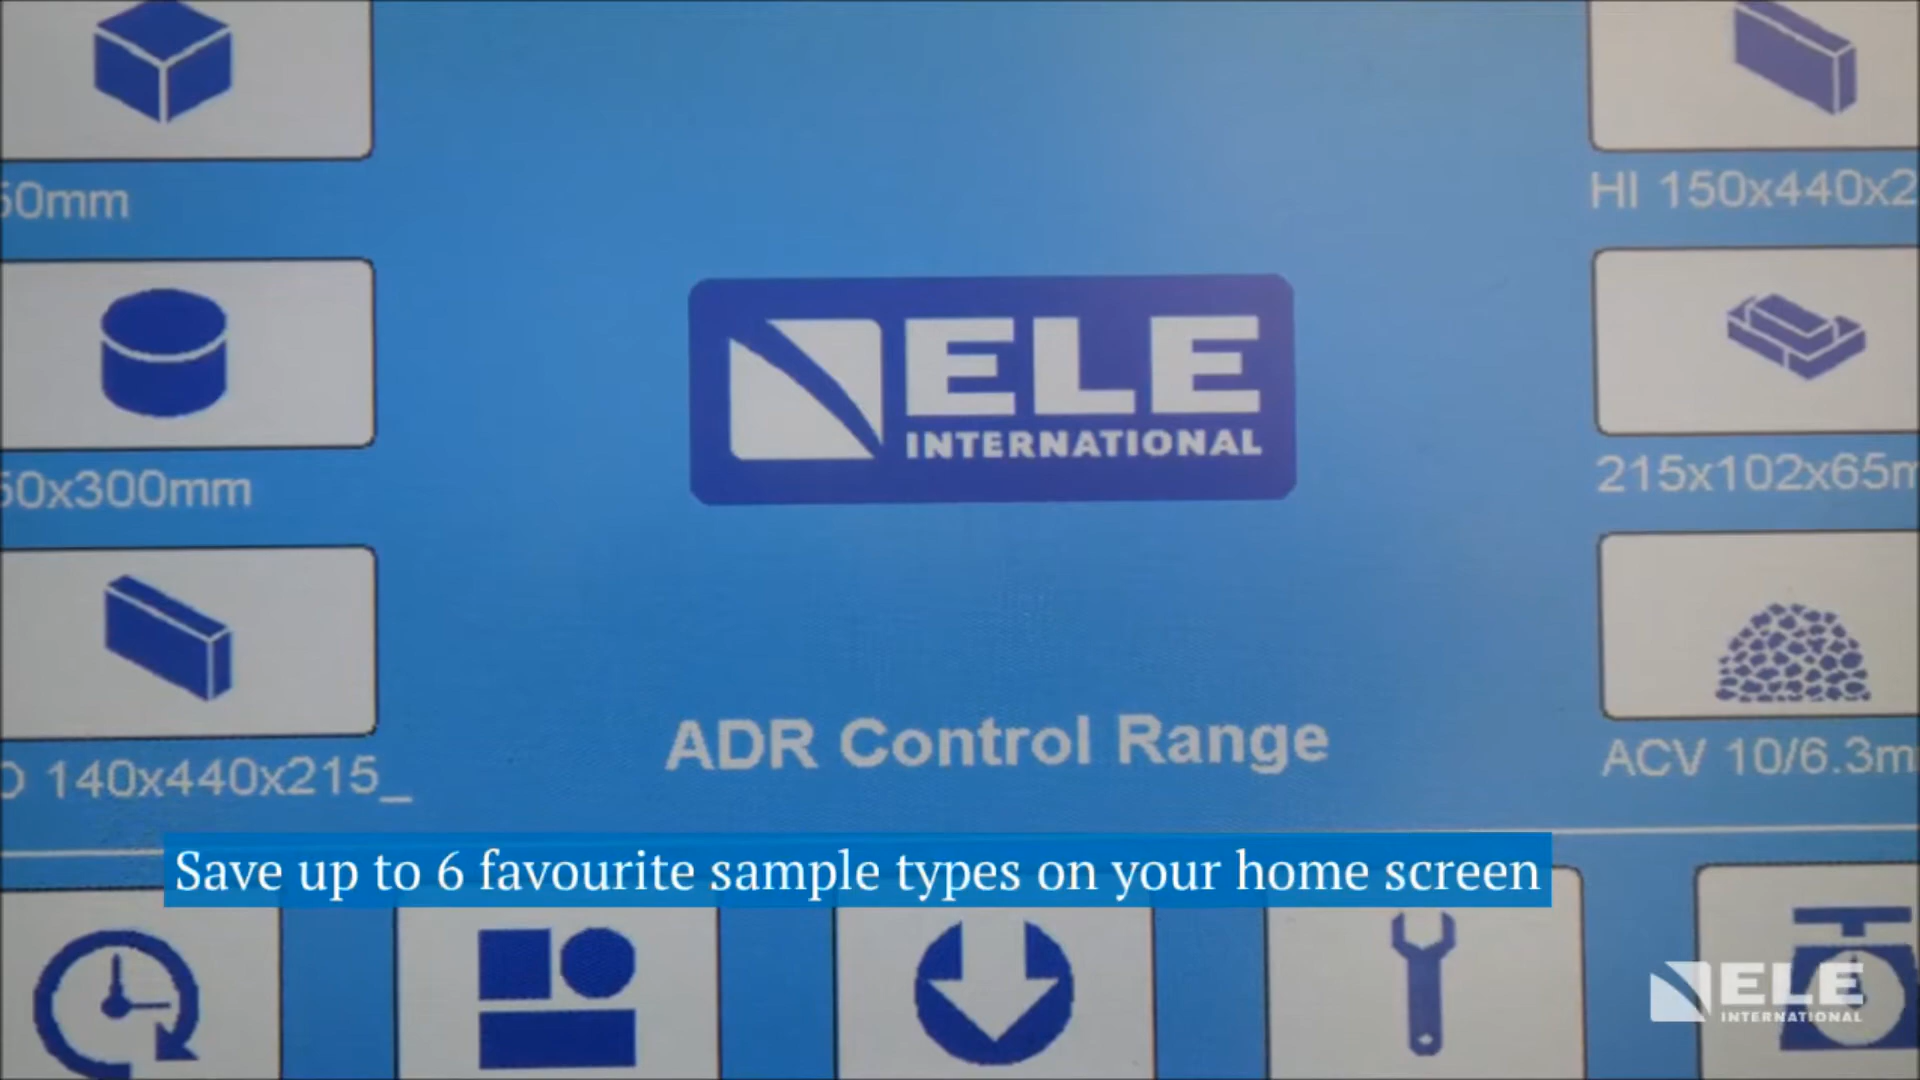 50mm
HI 150x440x2
ELE
INTERNATIONAL
50x300mm
215x102x65m
ADR Control Range
O 140x440x215_
ACV 10/6.3m
Save up to 6 favourite sample types on your home screen
ELE
INTERNATIONAL